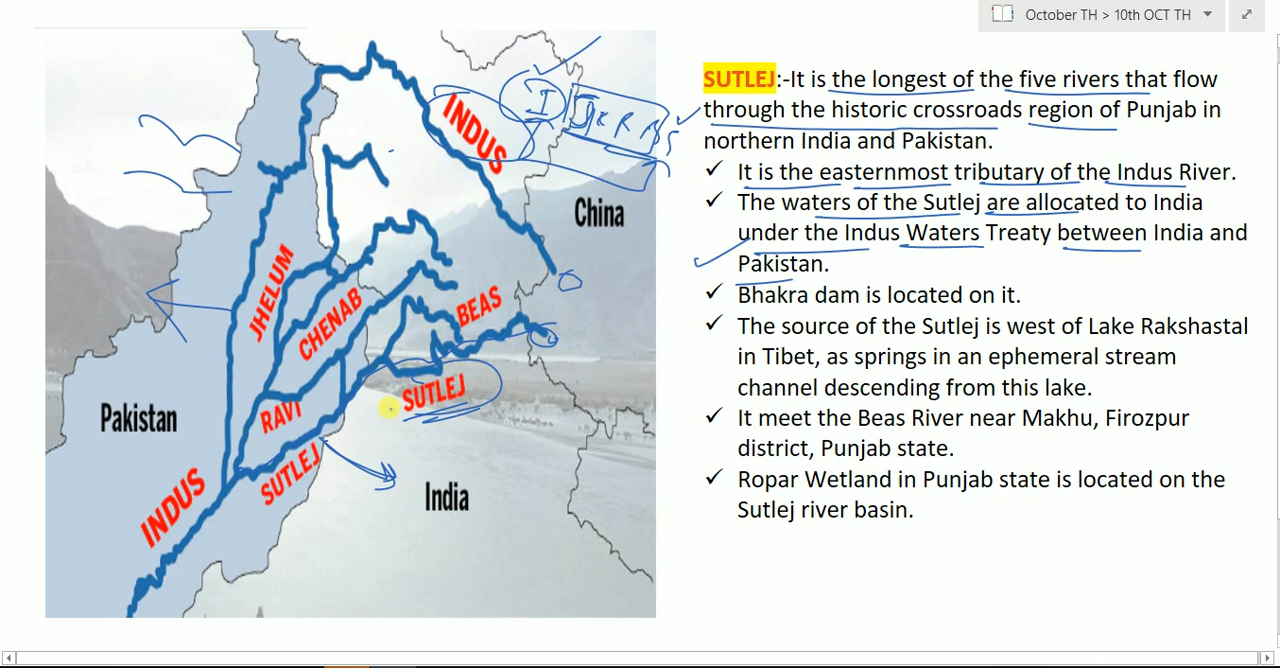 October TH > 10th OCT TH
SUTLEJ:-It is the longest of the five rivers that flow
through the historic crossroads region of Punjab in
northern India and Pakistan.
It is the easternmost tributary of the Indus River.
The waters of the Sutlej are allocated to India
under the Indus Waters Treaty between India and
Pakistan.
Bhakra dam is located on it.
The source of the Sutlej is west of Lake Rakshastal
in Tibet, as springs in an ephemeral stream
channel descending from this lake.
It meet the Beas River near Makhu, Firozpur
district, Punjab state.
Ropar Wetland in Punjab state is located on the
Sutlej river basin.
INDUS
I
China
JHELUM
CHENAB
BEAS
SUTLEJ
RAVI
Pakistan
SUTLEJ
INDUS
India